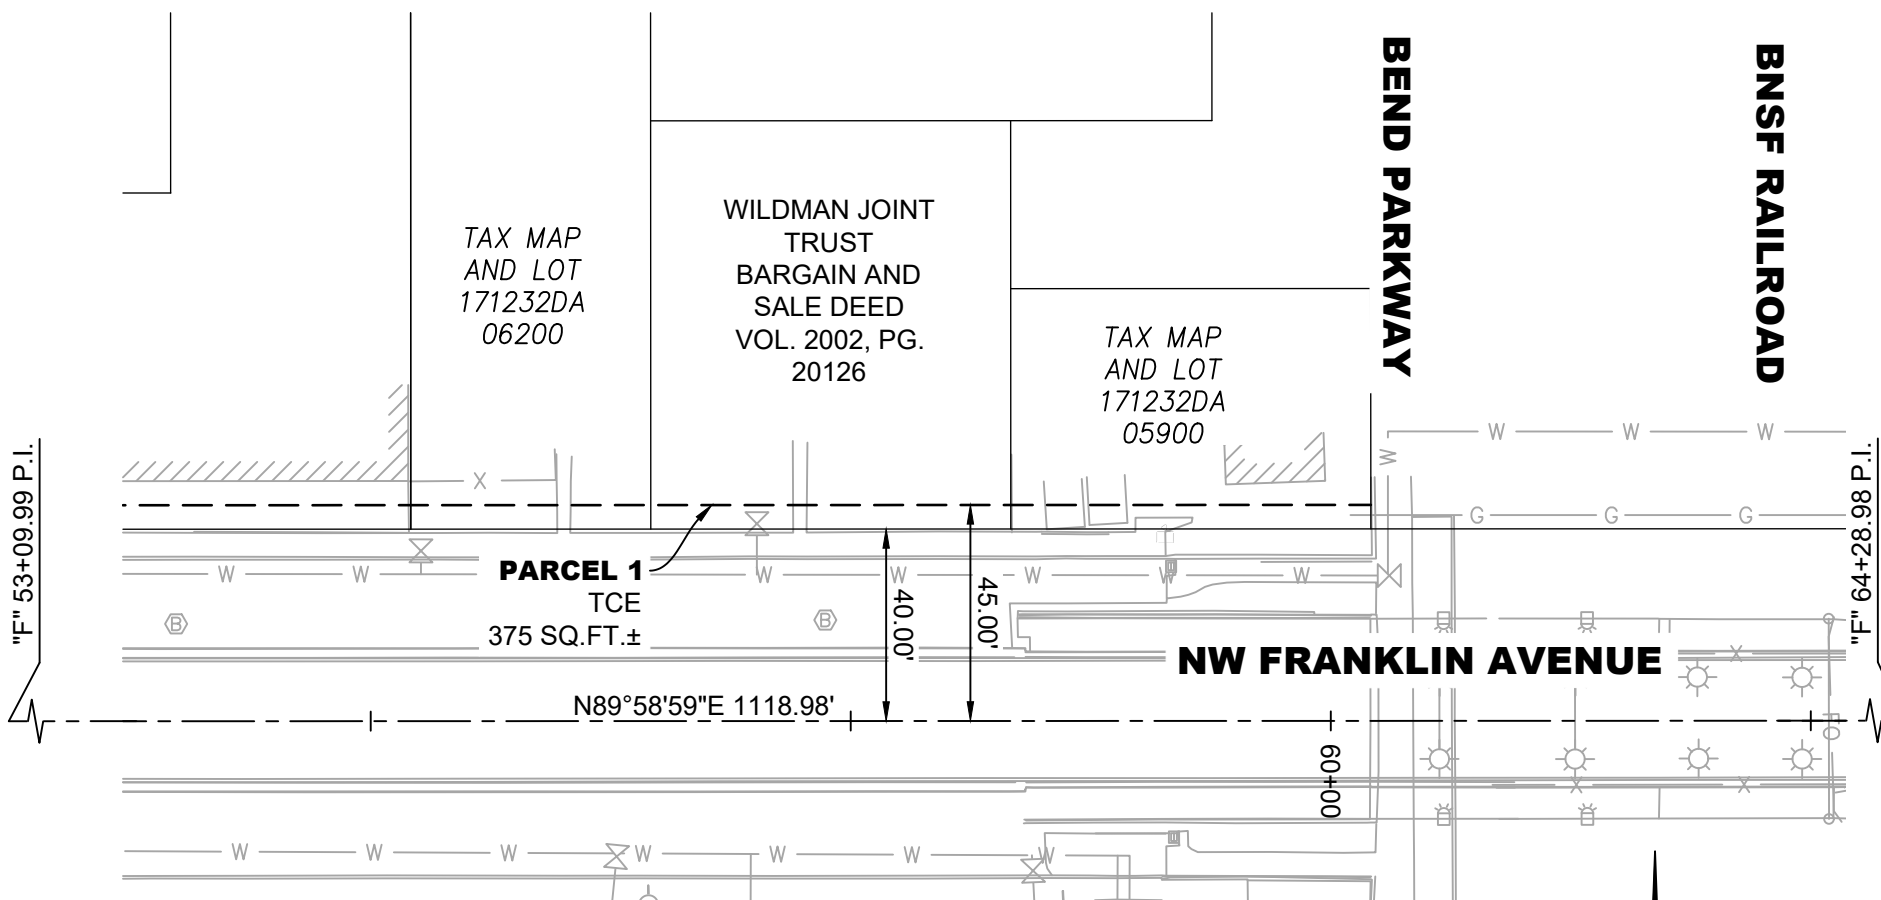 BEND PARKWAY
BNSF RAILROAD
TAX MAP
AND LOT
171232DA
06200
WILDMAN JOINT
TRUST
BARGAIN AND
SALE DEED
VOL. 2002, PG.
20126
TAX MAP
AND LOT
171232DA
05900
"F" 53+09.99 P.I.
"F" 64+28.98 P.I.
W W W
W
X
G G G
PARCEL 1
TCE
375 SQ.FT.±
W W W W W W W
B B
40.00'
45.00'
NW FRANKLIN AVENUE
X
N89°58'59"E 1118.98'
60+00
X X
W W W W W W W